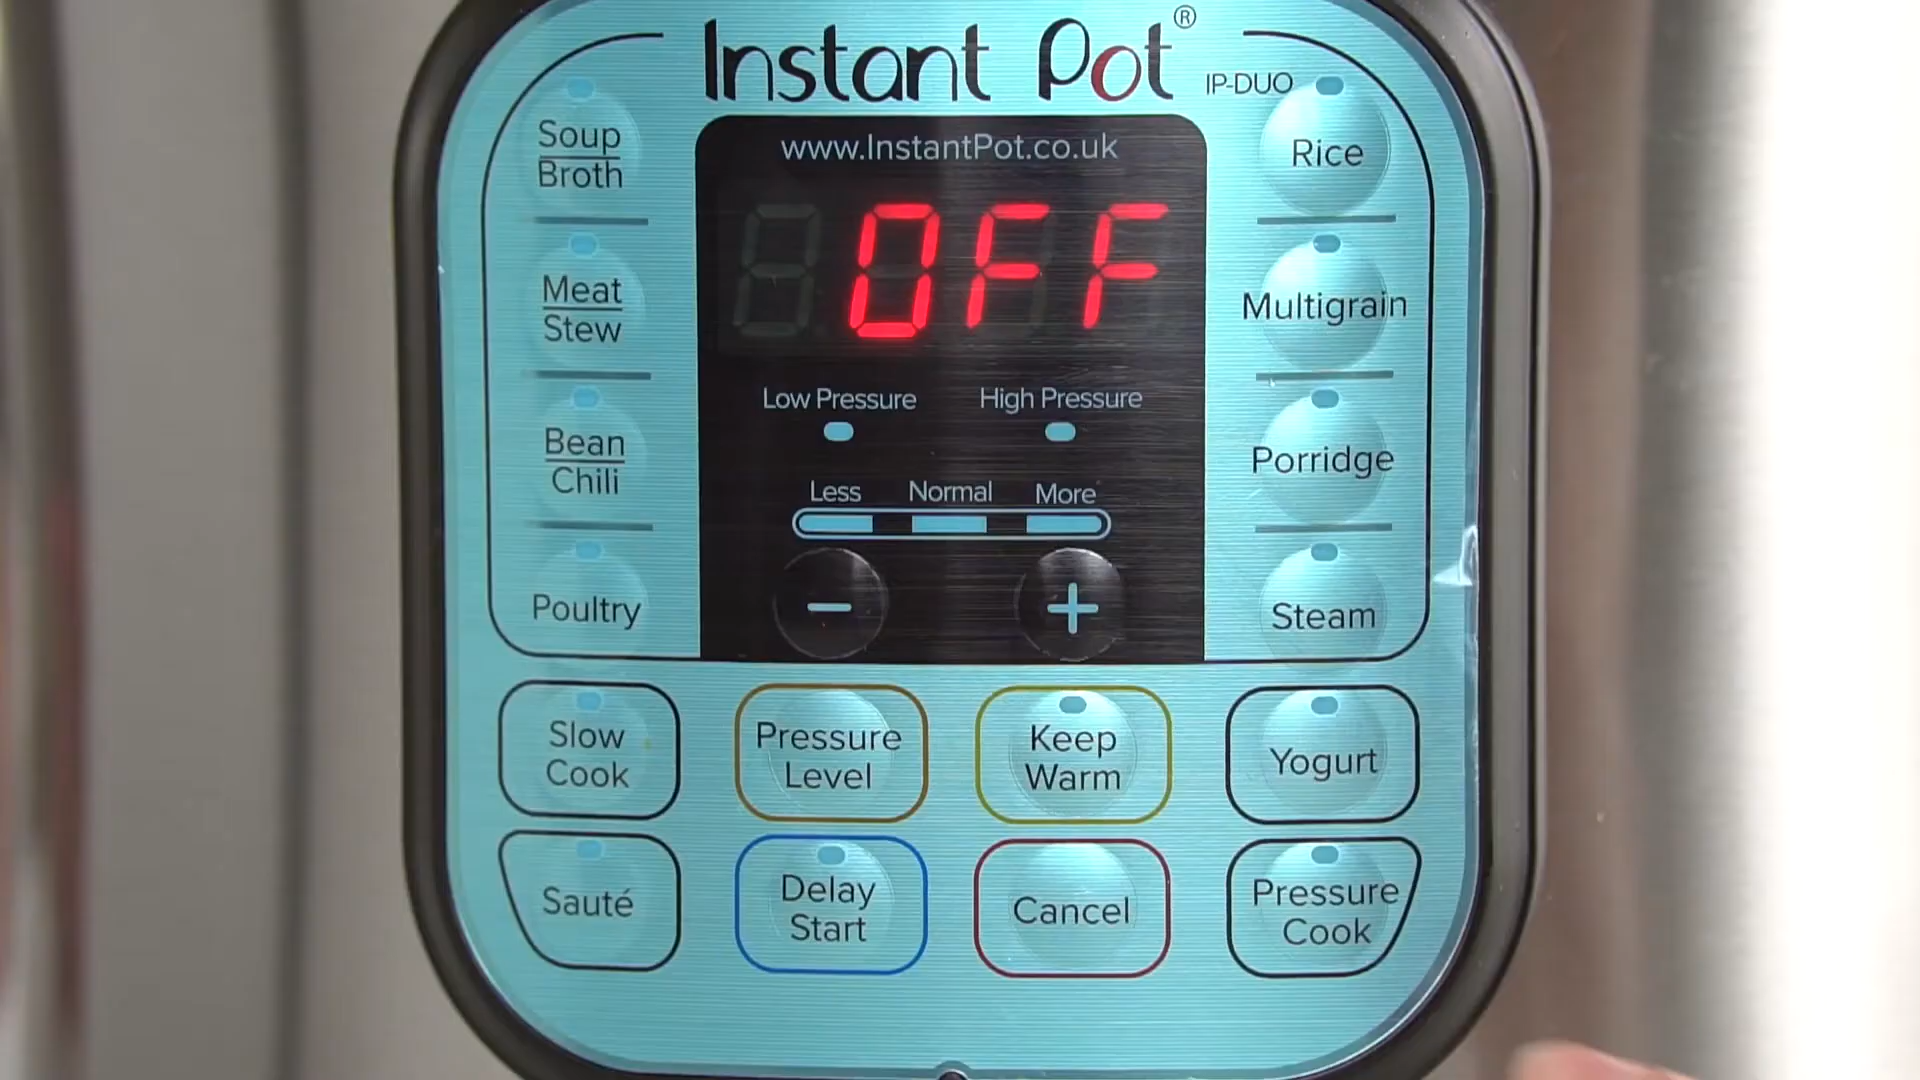 Instant Pot®
IP-DUO
www.InstantPot.co.uk
OFF
Low Pressure
High Pressure
Less
Normal
More
−
+
Soup
Broth
Meat
Stew
Bean
Chili
Poultry
Rice
Multigrain
Porridge
Steam
Slow
Cook
Pressure
Level
Keep
Warm
Yogurt
Sauté
Delay
Start
Cancel
Pressure
Cook